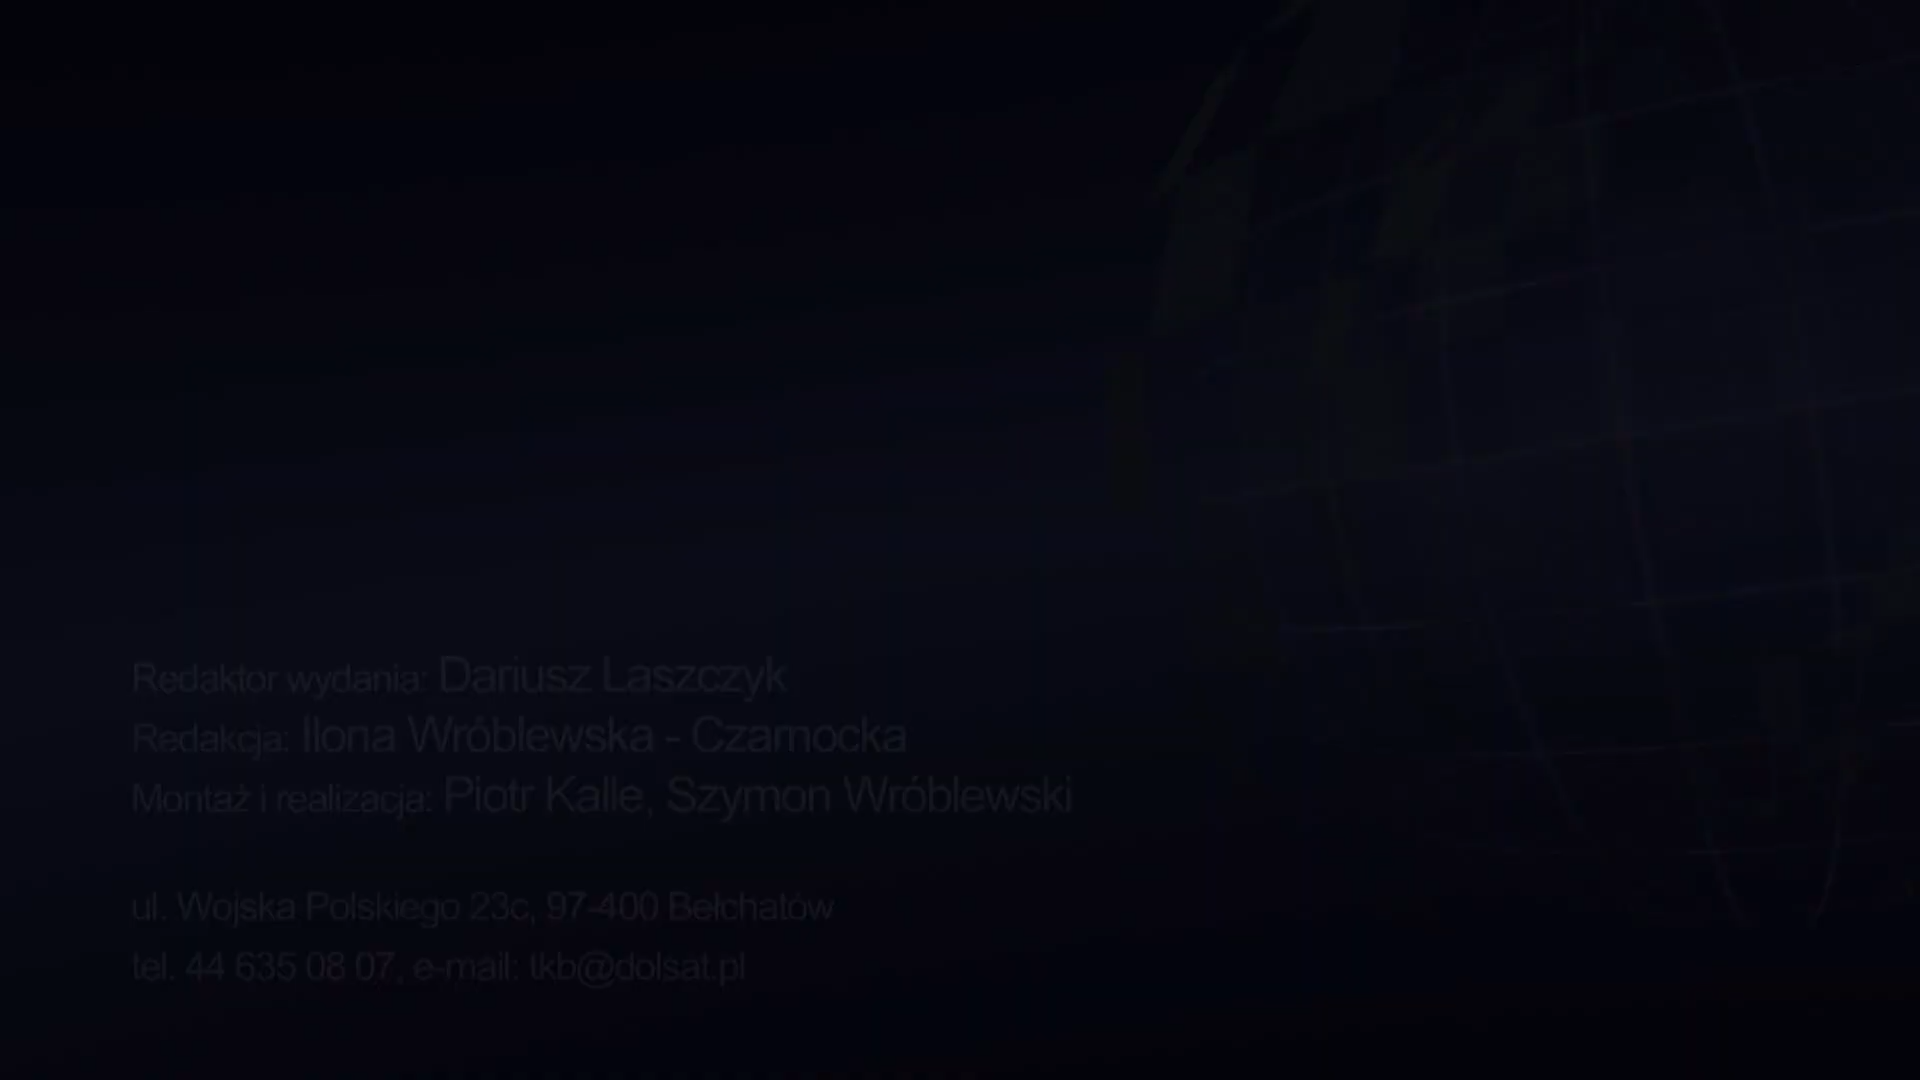 Redaktor wydania: Dariusz Laszczyk
Redakcja: Ilona Wróblewska - Czarnocka
Montaż i realizacja: Piotr Kalle, Szymon Wróblewski
ul. Wojska Polskiego 23c, 97-400 Bełchatów
tel. 44 635 08 07, e-mail: tkb@dolsat.pl